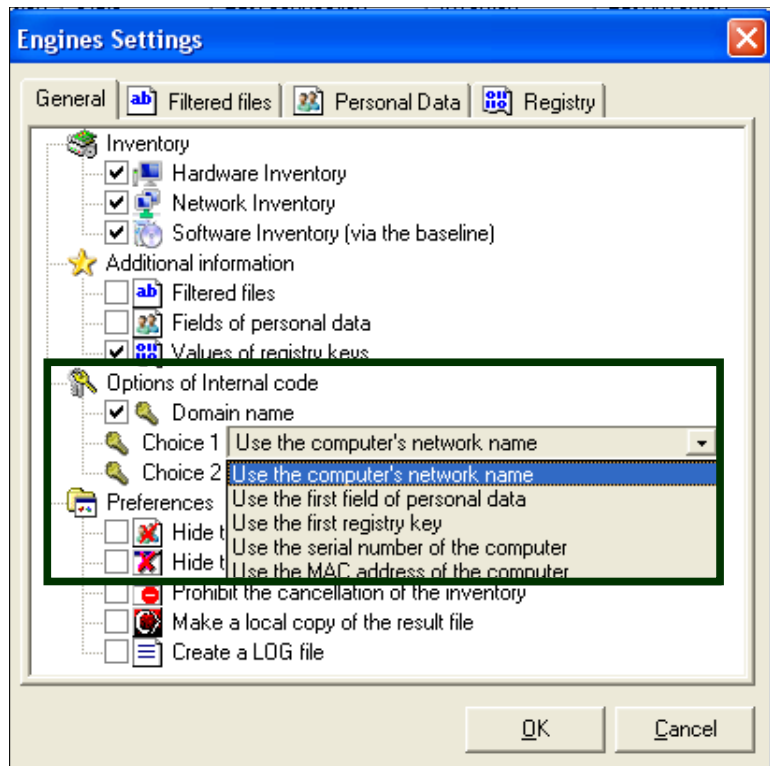 Engines Settings
General Filtered files Personal Data Registry
Inventory
Hardware Inventory
Network Inventory
Software Inventory (via the baseline)
Additional information
Filtered files
Fields of personal data
Values of registry keys
Options of Internal code
Domain name
Choice 1 Use the computer's network name
Choice 2 Use the computer's network name
Preferences Use the first field of personal data
Use the first registry key
Hide t Use the serial number of the computer
Hide t Use the MAC address of the computer
Prohibit the cancellation of the inventory
Make a local copy of the result file
Create a LOG file
OK Cancel